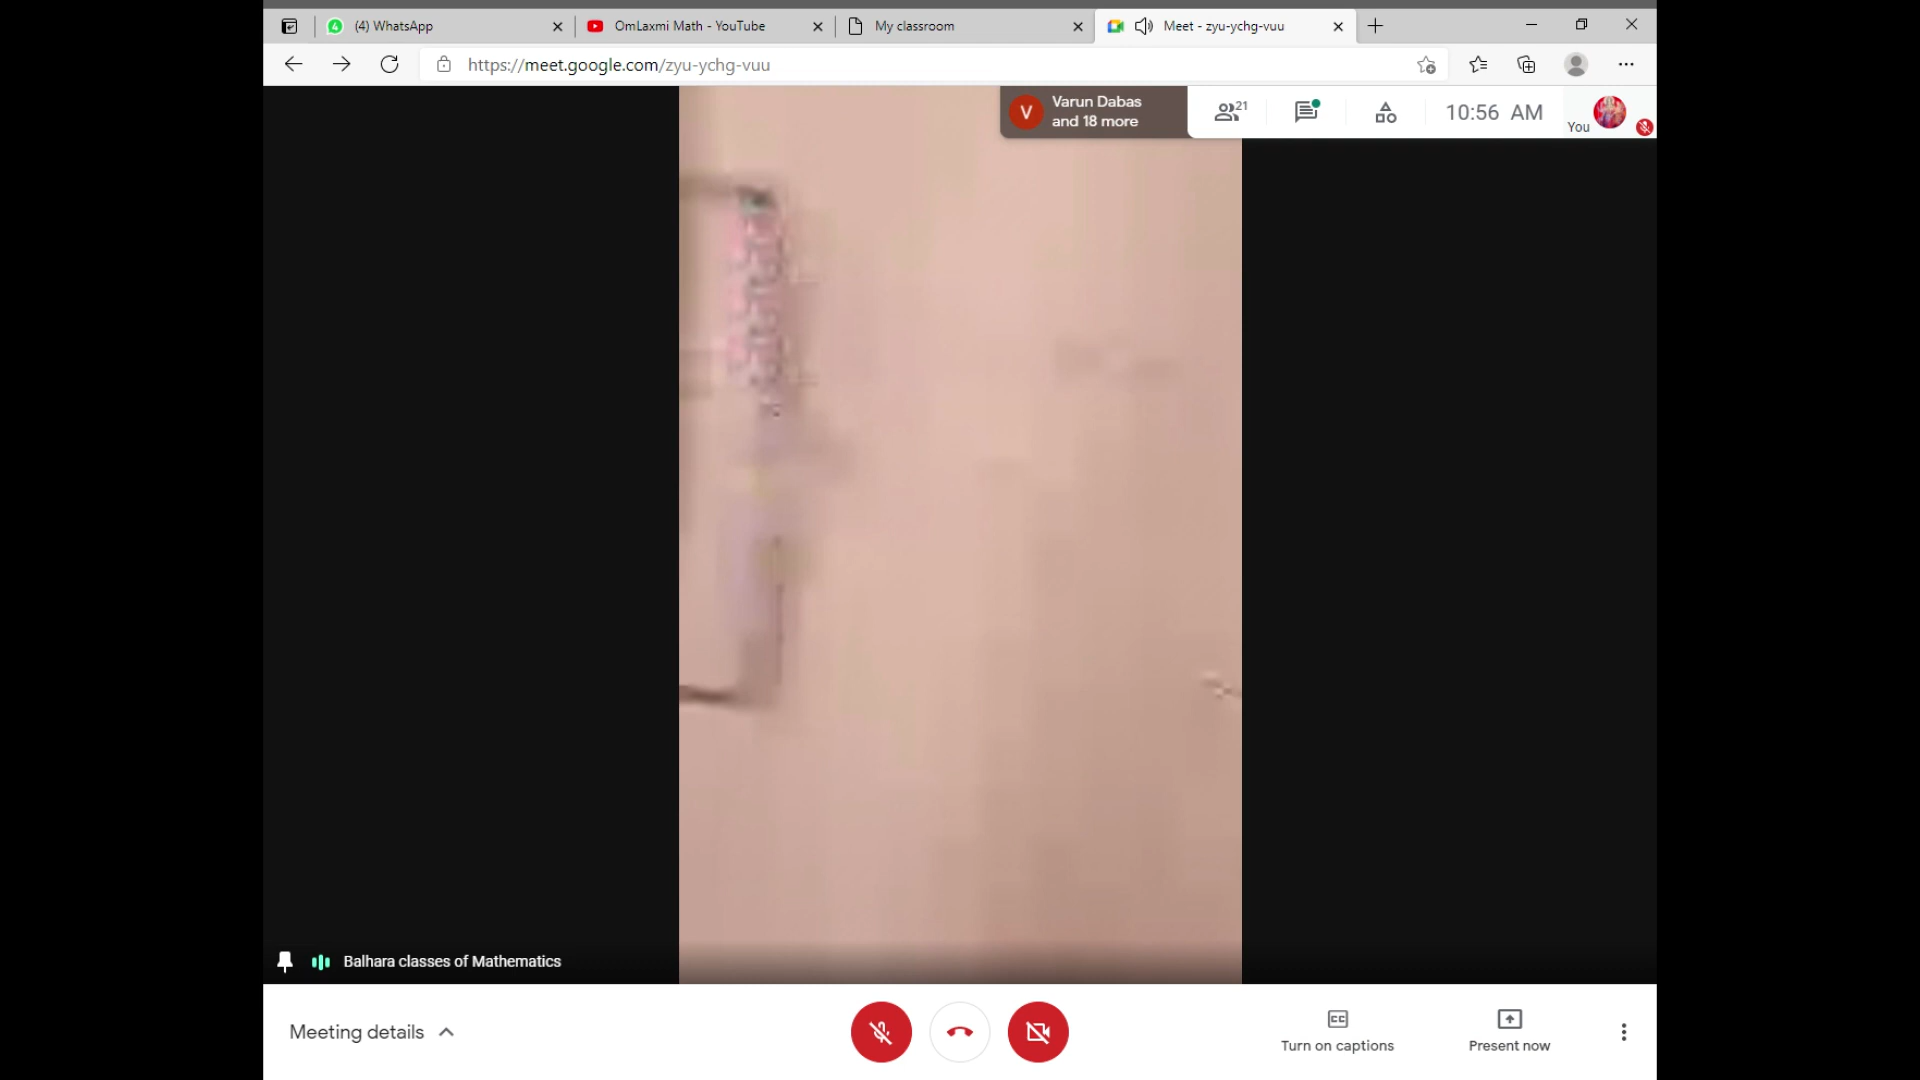 (4) WhatsApp
OmLaxmi Math - YouTube
My classroom
Meet - zyu-ychg-vuu
https://meet.google.com/zyu-ychg-vuu
V
Varun Dabas
and 18 more
21
10:56 AM
You
Balhara classes of Mathematics
Meeting details
CC
Turn on captions
Present now